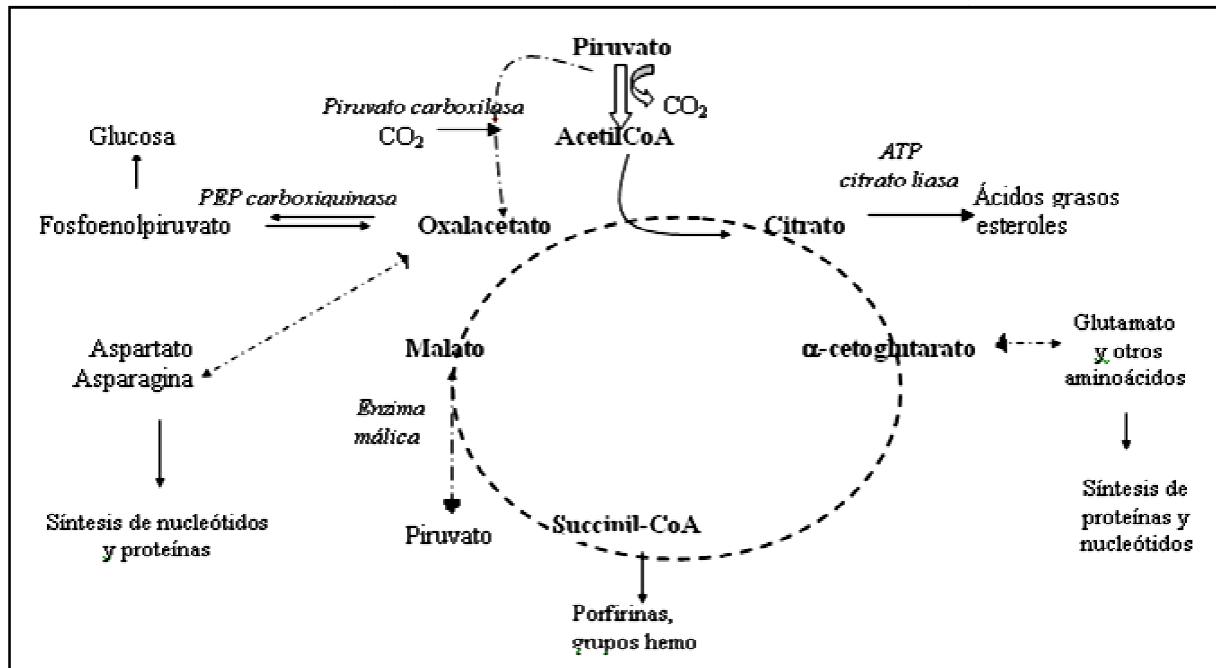 Piruvato
Piruvato carboxilasa
CO₂
CO₂
AcetilCoA
Glucosa
ATP
citrato liasa
PEP carboxiquinasa
Fosfoenolpiruvato
Oxalacetato
Citrato
Ácidos grasos
esteroles
Aspartato
Asparagina
Malato
α-cetoglutarato
Glutamato
y otros
aminoácidos
Enzima
málica
Síntesis de nucleótidos
y proteínas
Piruvato
Succinil-CoA
Síntesis de
proteínas y
nucleótidos
Porfirinas,
grupos hemo